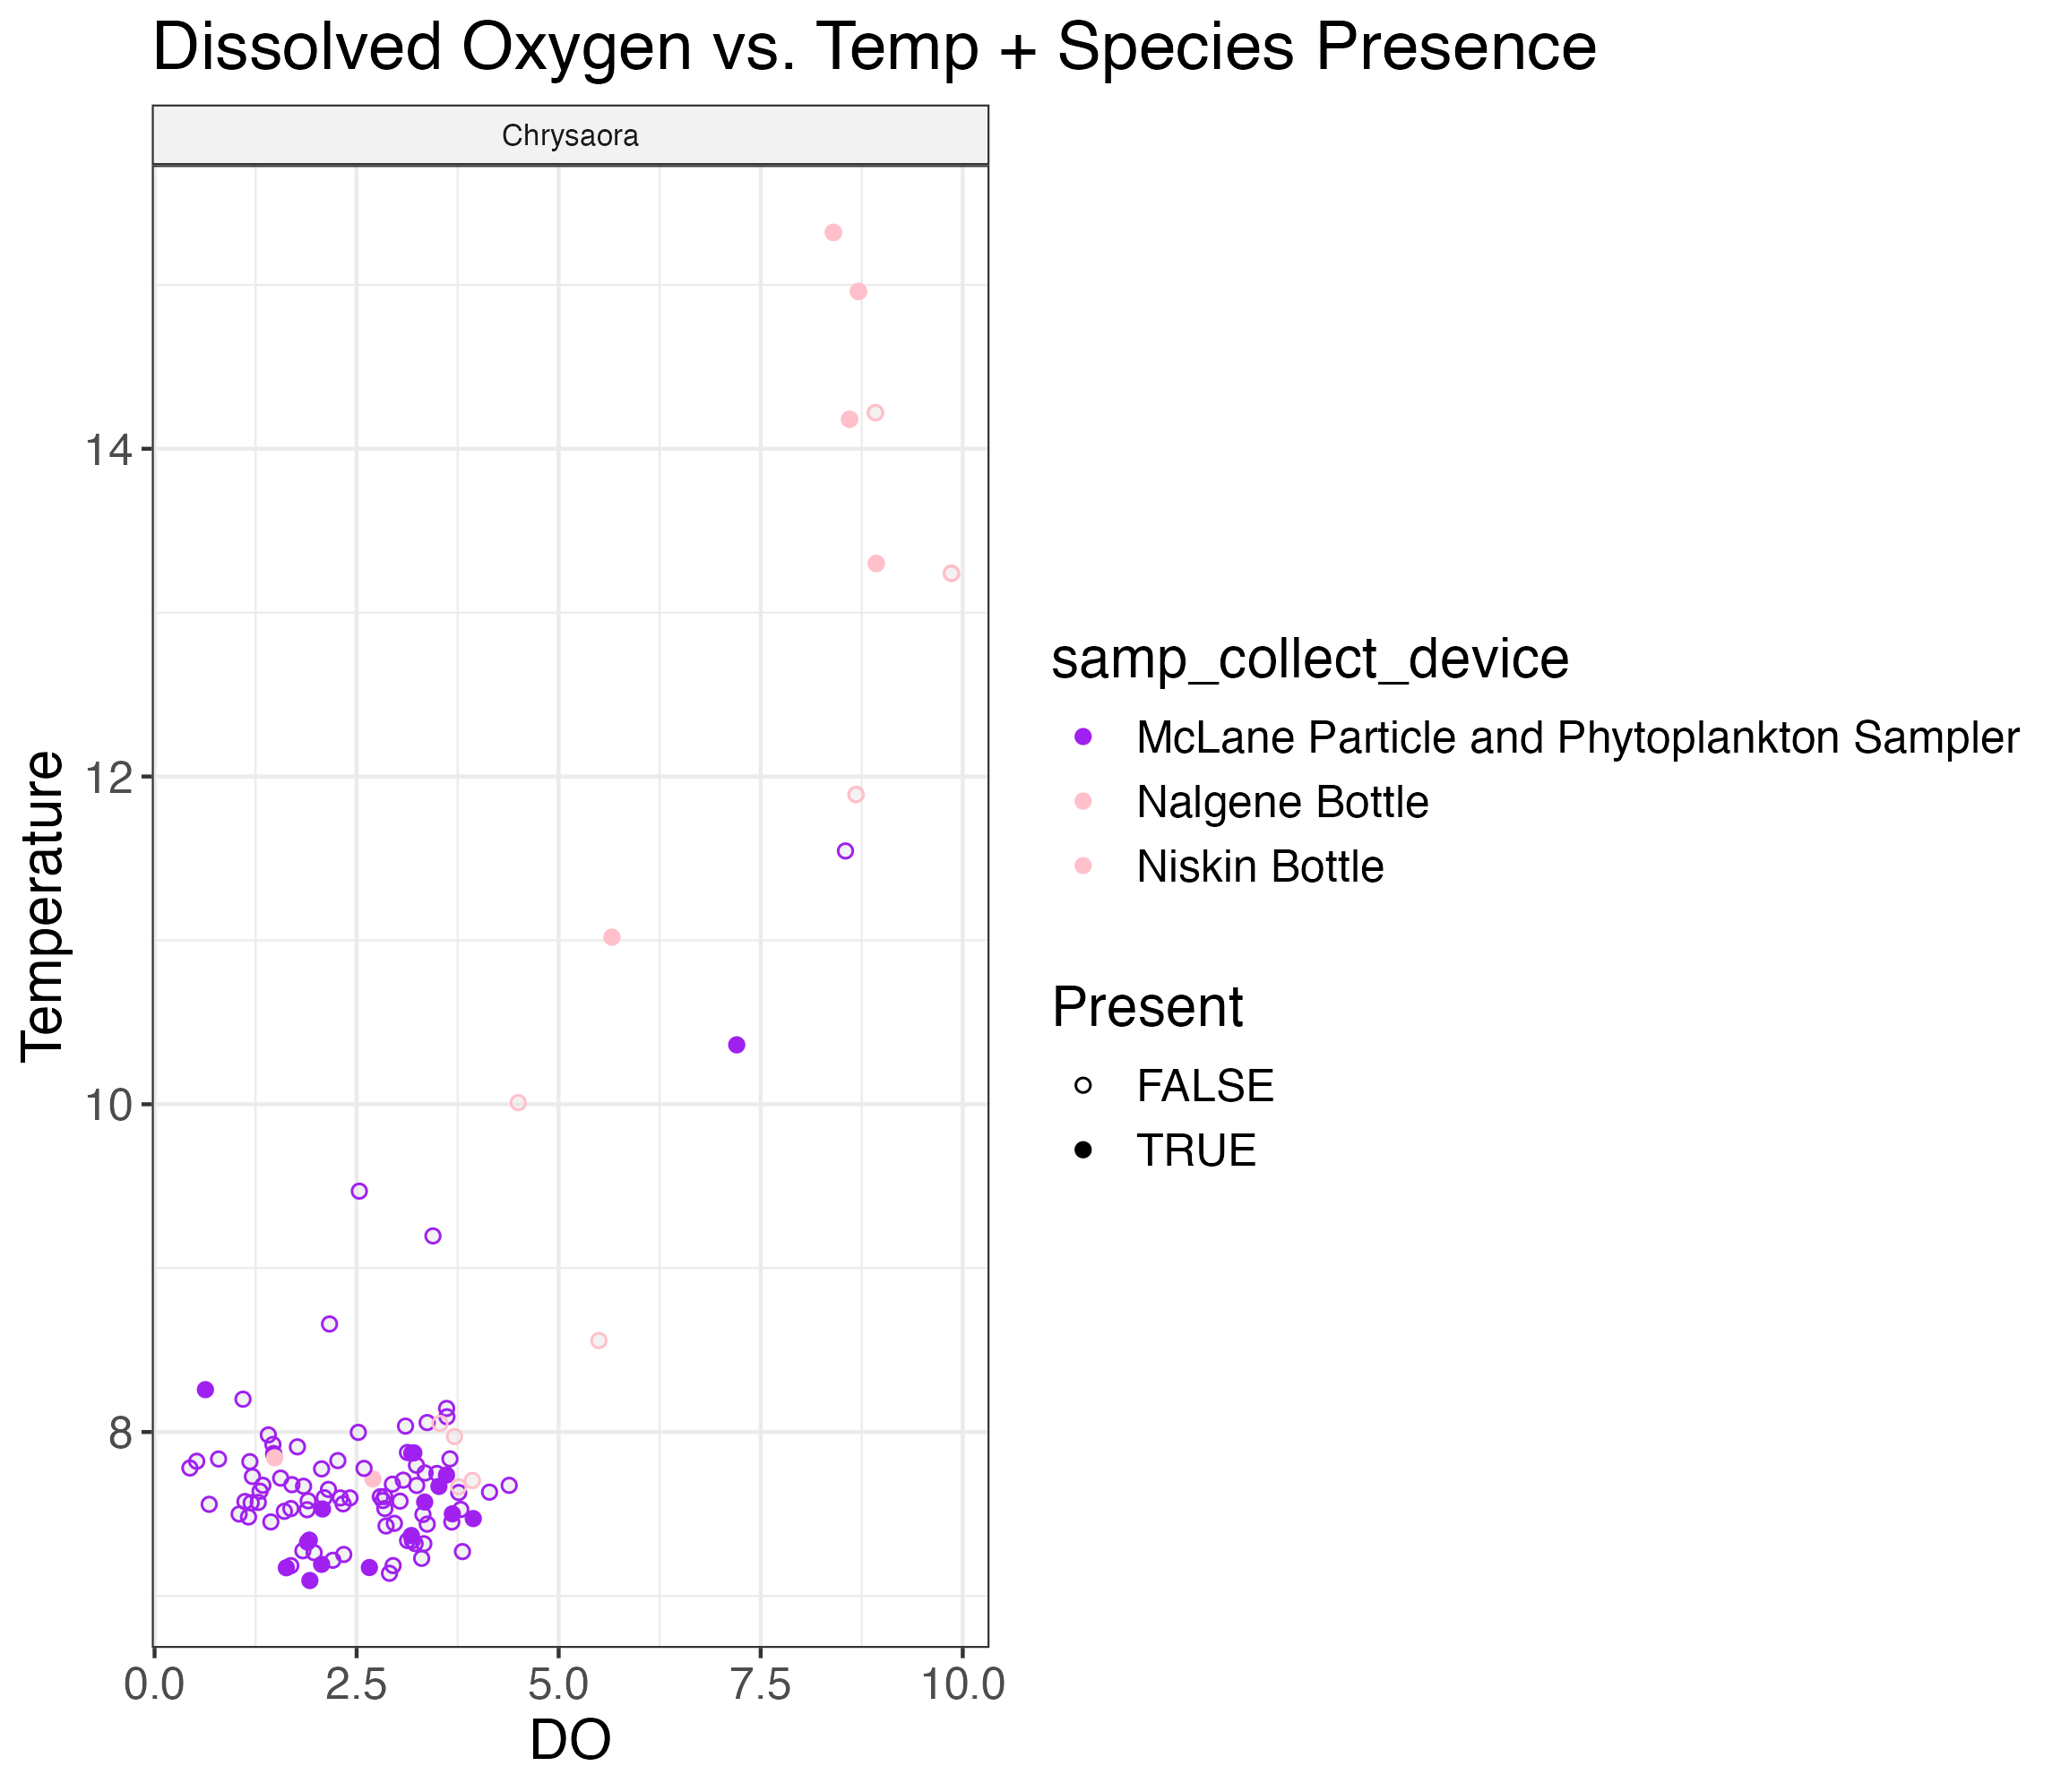 Dissolved Oxygen vs. Temp + Species Presence
Chrysaora
14
12
10
8
Temperature
0.0 2.5 5.0 7.5 10.0
DO
samp_collect_device
McLane Particle and Phytoplankton Sampler
Nalgene Bottle
Niskin Bottle
Present
FALSE
TRUE